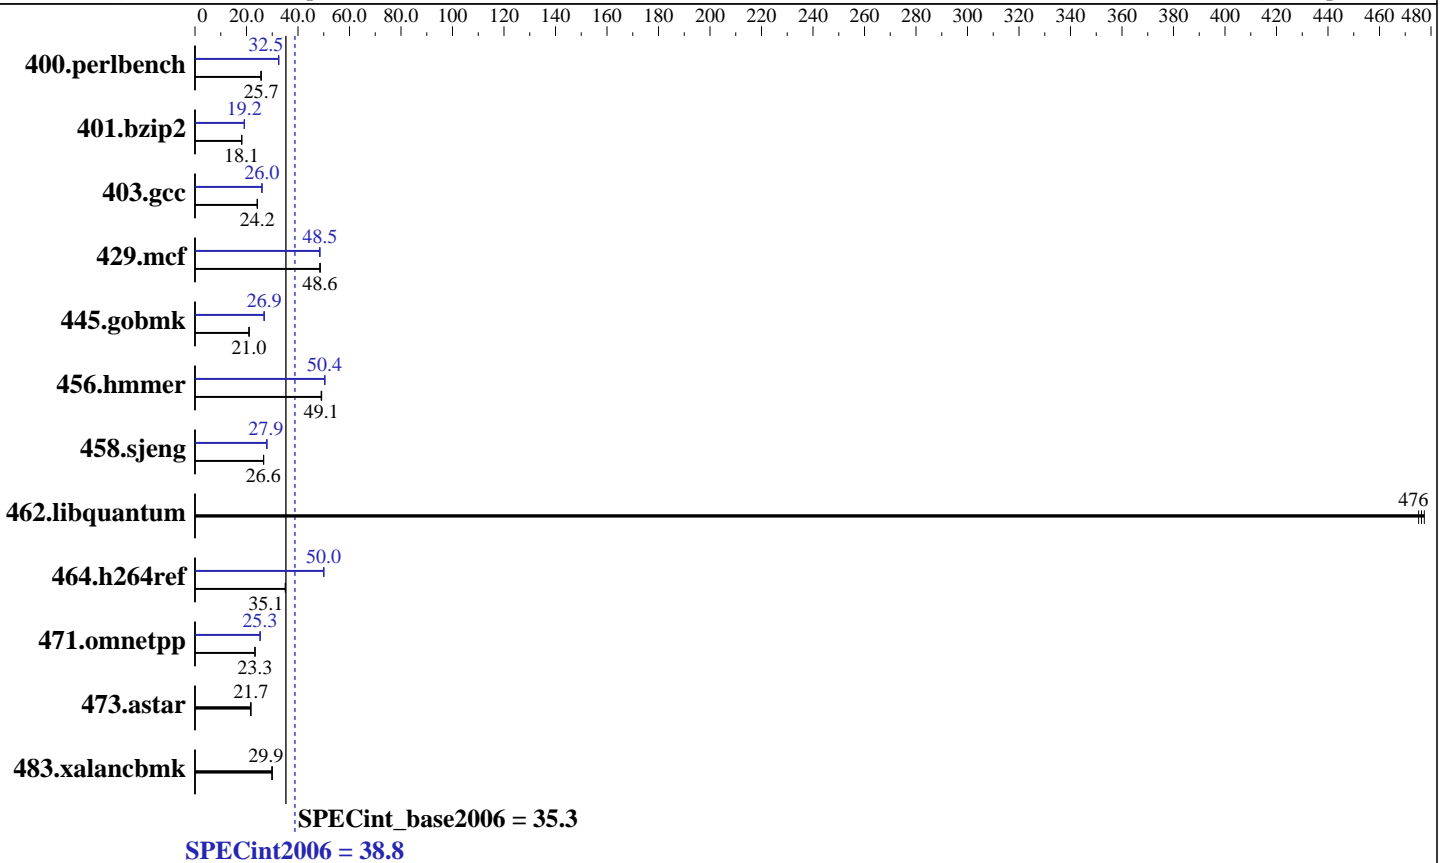 0 20.0 40.0 60.0 80.0 100 120 140 160 180 200 220 240 260 280 300 320 340 360 380 400 420 440 460 480
32.5
400.perlbench
25.7
19.2
401.bzip2
18.1
26.0
403.gcc
24.2
48.5
429.mcf
48.6
26.9
445.gobmk
21.0
50.4
456.hmmer
49.1
27.9
458.sjeng
26.6
476
462.libquantum
50.0
464.h264ref
35.1
25.3
471.omnetpp
23.3
21.7
473.astar
29.9
483.xalancbmk
SPECint_base2006 = 35.3
SPECint2006 = 38.8